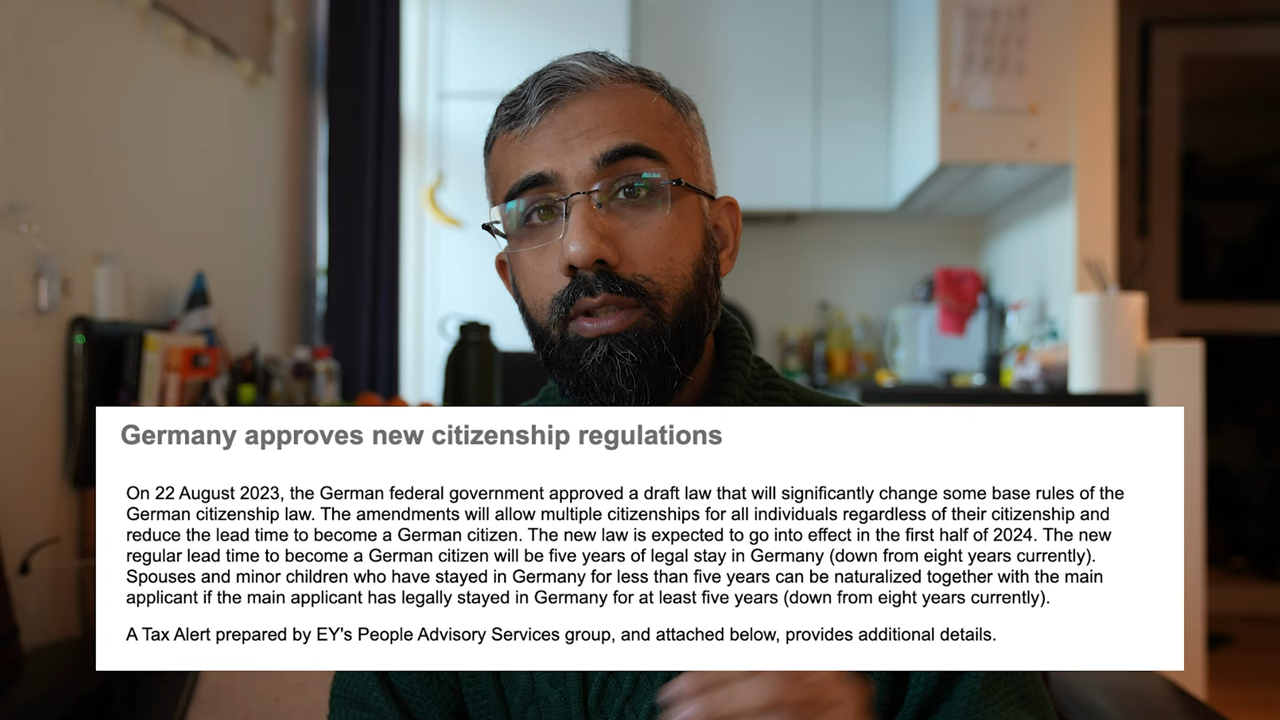 Germany approves new citizenship regulations
On 22 August 2023, the German federal government approved a draft law that will significantly change some base rules of the
German citizenship law. The amendments will allow multiple citizenships for all individuals regardless of their citizenship and
reduce the lead time to become a German citizen. The new law is expected to go into effect in the first half of 2024. The new
regular lead time to become a German citizen will be five years of legal stay in Germany (down from eight years currently).
Spouses and minor children who have stayed in Germany for less than five years can be naturalized together with the main
applicant if the main applicant has legally stayed in Germany for at least five years (down from eight years currently).
A Tax Alert prepared by EY's People Advisory Services group, and attached below, provides additional details.